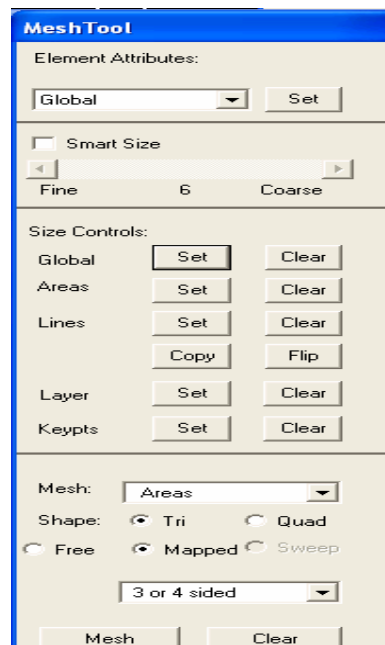 MeshTool
Element Attributes:
Global Set
Smart Size
Fine 6 Coarse
Size Controls:
Global Set Clear
Areas Set Clear
Lines Set Clear
Copy Flip
Layer Set Clear
Keypts Set Clear
Mesh: Areas
Shape: Tri Quad
Free Mapped Sweep
3 or 4 sided
Mesh Clear